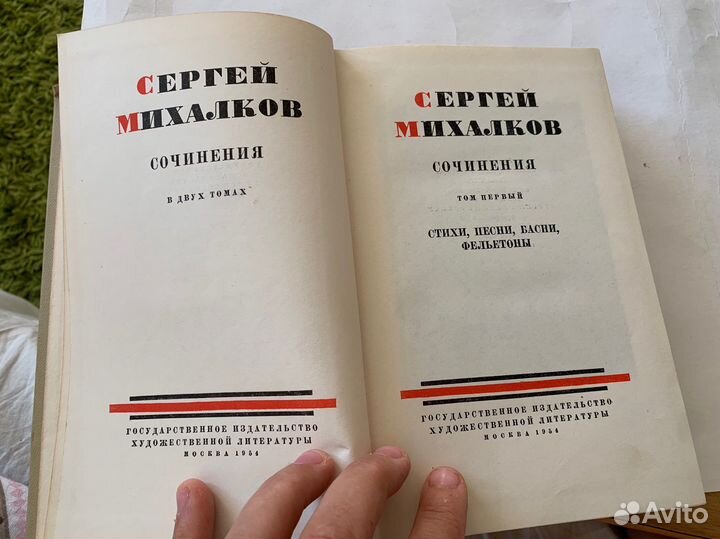 СЕРГЕЙ
МИХАЛКОВ
СОЧИНЕНИЯ
В ДВУХ ТОМАХ
ГОСУДАРСТВЕННОЕ ИЗДАТЕЛЬСТВО
ХУДОЖЕСТВЕННОЙ ЛИТЕРАТУРЫ
МОСКВА 1954
СЕРГЕЙ
МИХАЛКОВ
СОЧИНЕНИЯ
ТОМ ПЕРВЫЙ
СТИХИ, ПЕСНИ, БАСНИ,
ФЕЛЬЕТОНЫ
ГОСУДАРСТВЕННОЕ ИЗДАТЕЛЬСТВО
ХУДОЖЕСТВЕННОЙ ЛИТЕРАТУРЫ
МОСКВА 1954
Avito